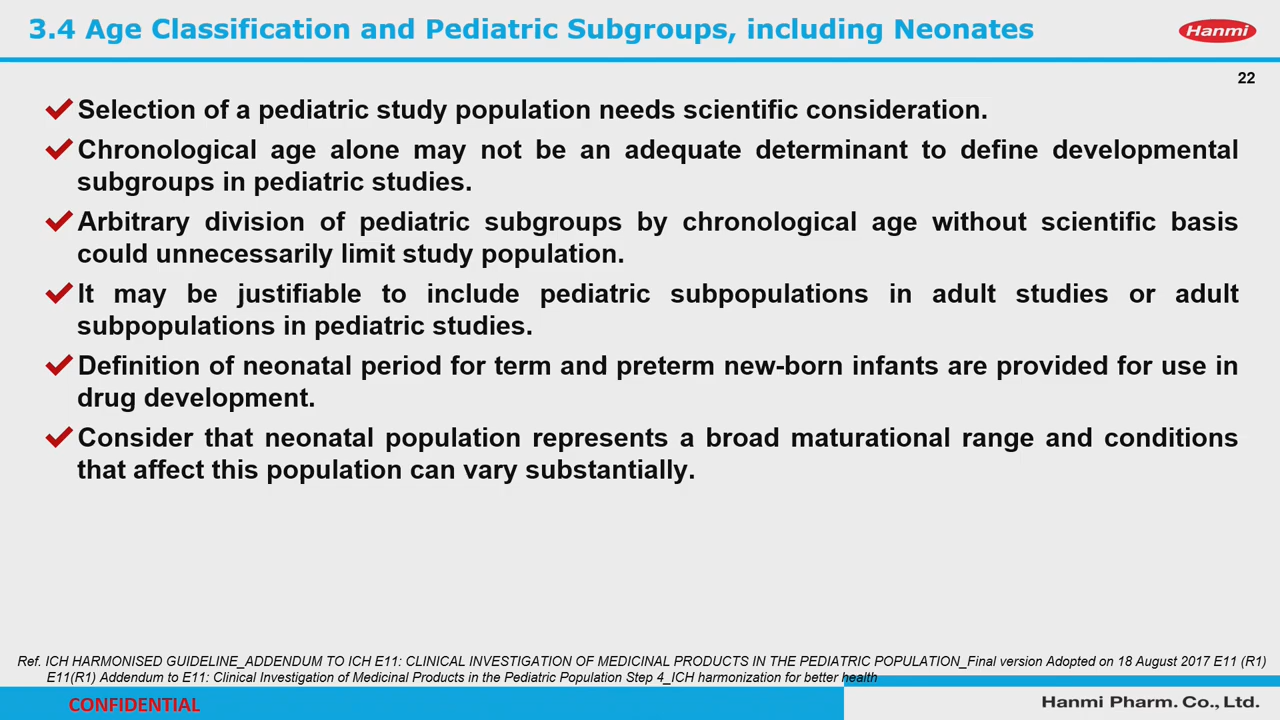 3.4 Age Classification and Pediatric Subgroups, including Neonates
Hanmi
22
Selection of a pediatric study population needs scientific consideration.
Chronological age alone may not be an adequate determinant to define developmental
subgroups in pediatric studies.
Arbitrary division of pediatric subgroups by chronological age without scientific basis
could unnecessarily limit study population.
It may be justifiable to include pediatric subpopulations in adult studies or adult
subpopulations in pediatric studies.
Definition of neonatal period for term and preterm new-born infants are provided for use in
drug development.
Consider that neonatal population represents a broad maturational range and conditions
that affect this population can vary substantially.
Ref. ICH HARMONISED GUIDELINE_ADDENDUM TO ICH E11: CLINICAL INVESTIGATION OF MEDICINAL PRODUCTS IN THE PEDIATRIC POPULATION_Final version Adopted on 18 August 2017 E11 (R1)
E11(R1) Addendum to E11: Clinical Investigation of Medicinal Products in the Pediatric Population Step 4_ICH harmonization for better health
CONFIDENTIAL
Hanmi Pharm. Co., Ltd.